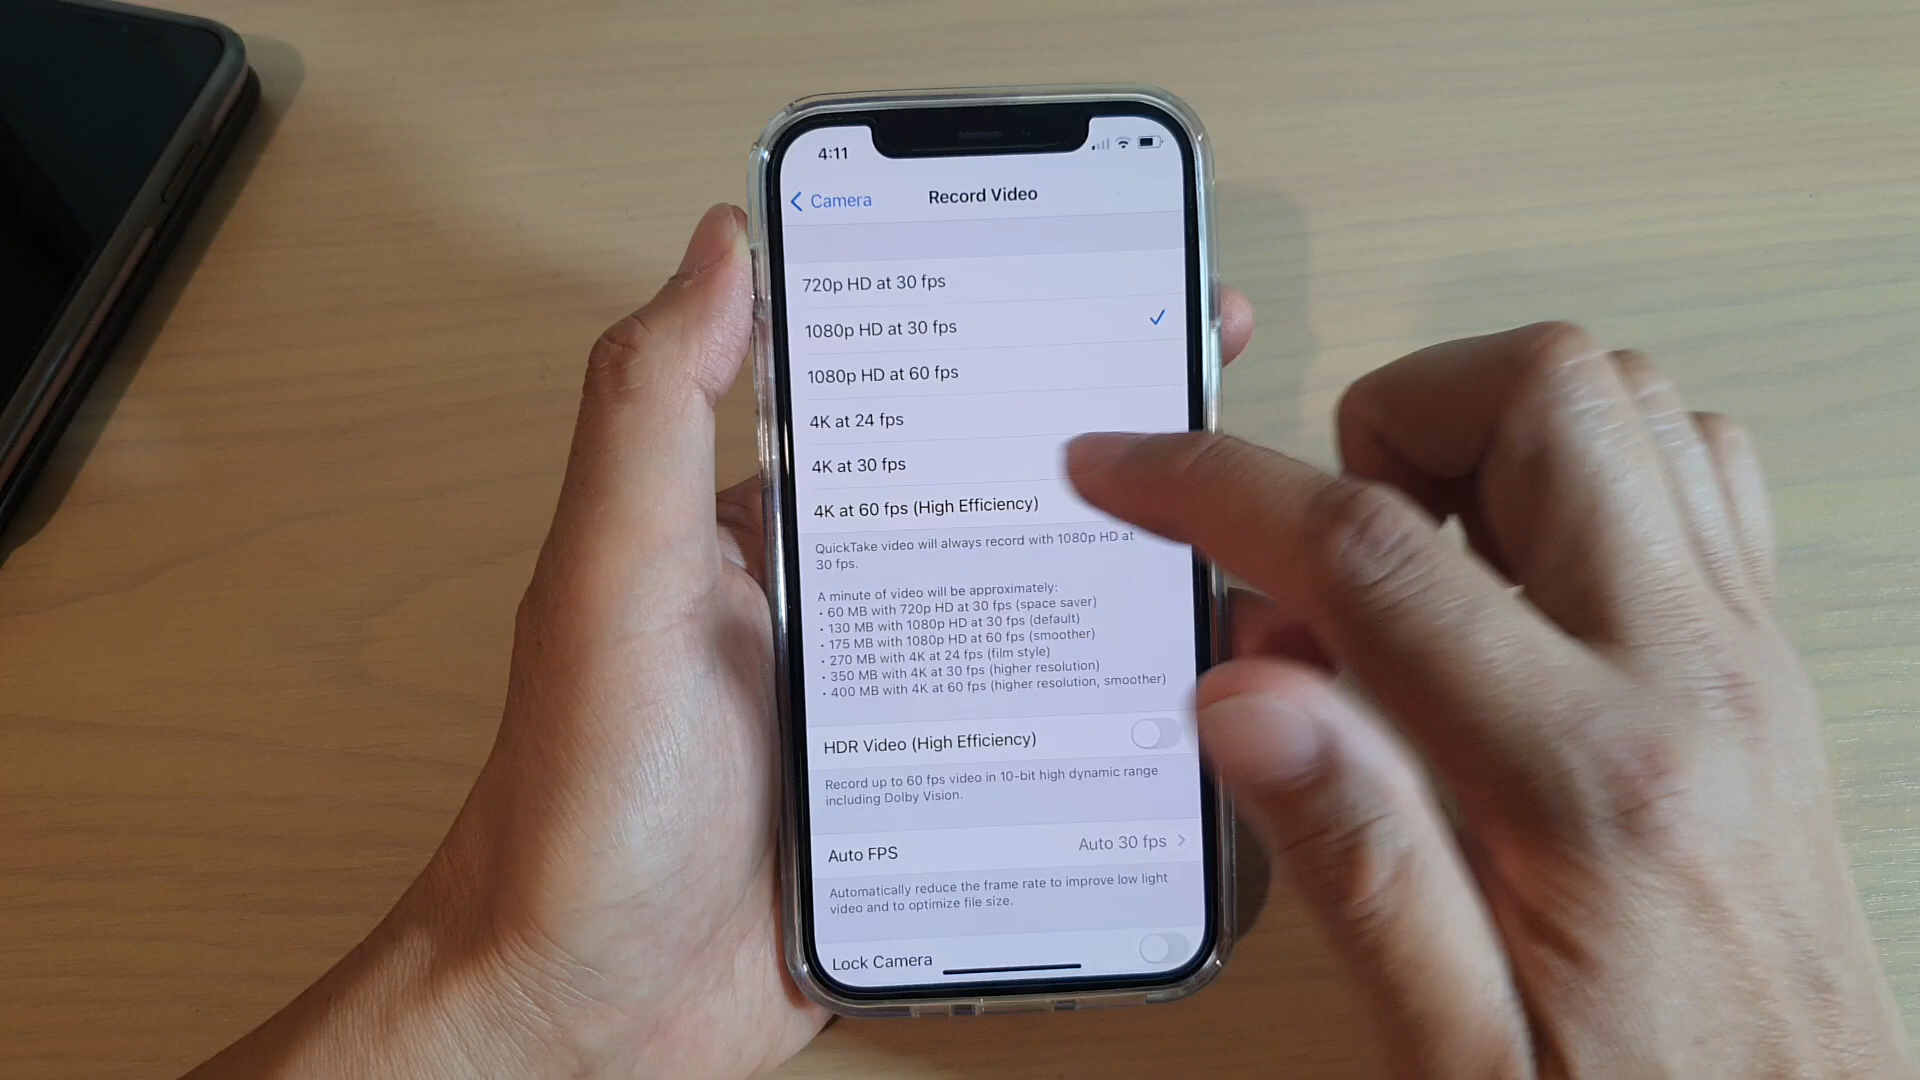 4:11
Camera
Record Video
720p HD at 30 fps
1080p HD at 30 fps
1080p HD at 60 fps
4K at 24 fps
4K at 30 fps
4K at 60 fps (High Efficiency)
QuickTake video will always record with 1080p HD at
30 fps.
A minute of video will be approximately:
• 60 MB with 720p HD at 30 fps (space saver)
• 130 MB with 1080p HD at 30 fps (default)
• 175 MB with 1080p HD at 60 fps (smoother)
• 270 MB with 4K at 24 fps (film style)
• 350 MB with 4K at 30 fps (higher resolution)
• 400 MB with 4K at 60 fps (higher resolution, smoother)
HDR Video (High Efficiency)
Record up to 60 fps video in 10-bit high dynamic range
including Dolby Vision.
Auto FPS
Auto 30 fps
Automatically reduce the frame rate to improve low light
video and to optimize file size.
Lock Camera